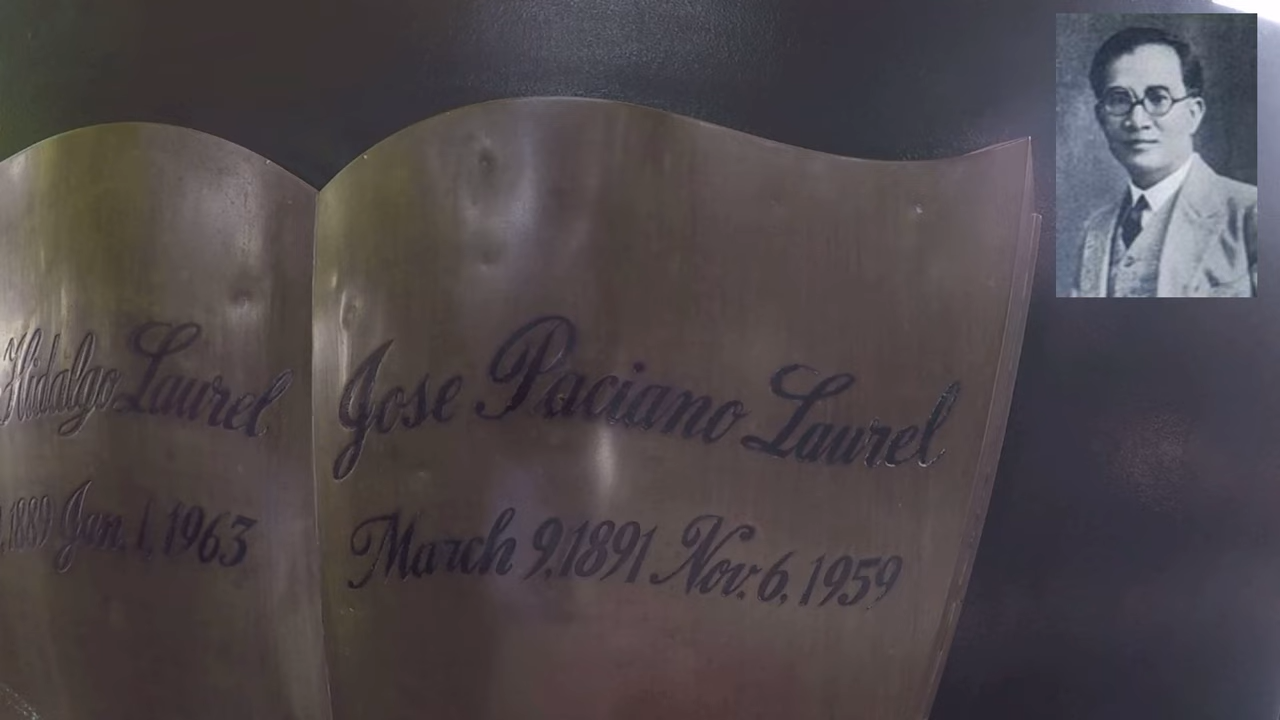 Hidalgo Laurel
1889 Jan. 1, 1963
Jose Paciano Laurel
March 9, 1891 Nov. 6, 1959